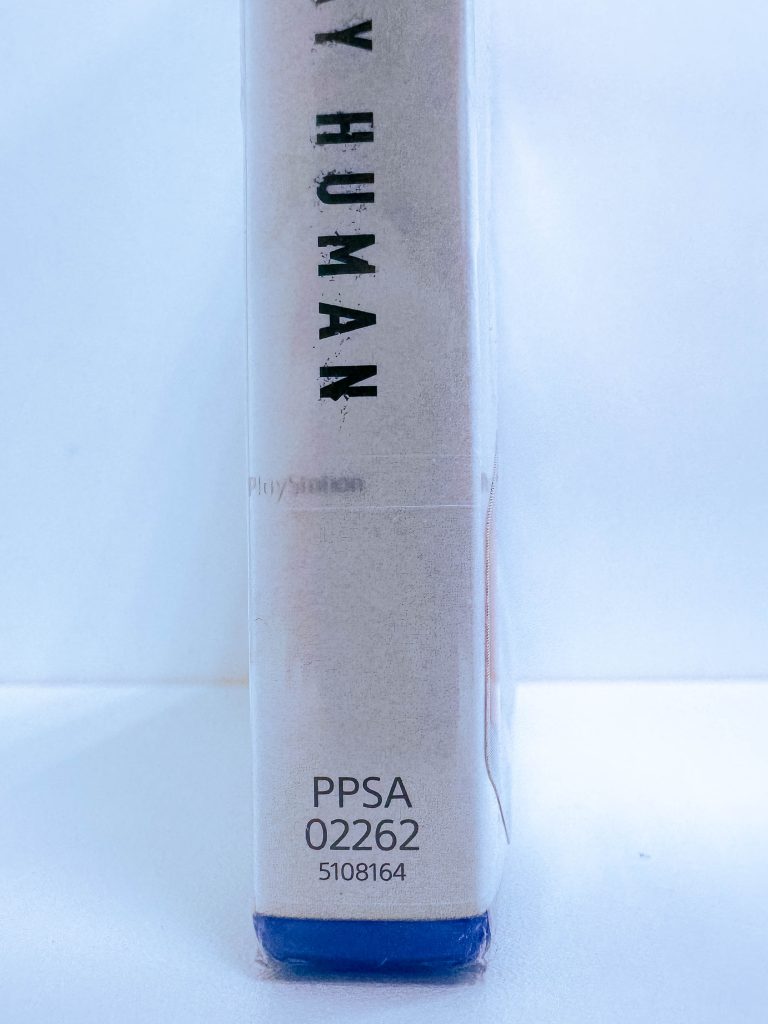 Y HUMAN
PlayStation
PPSA
02262
5108164